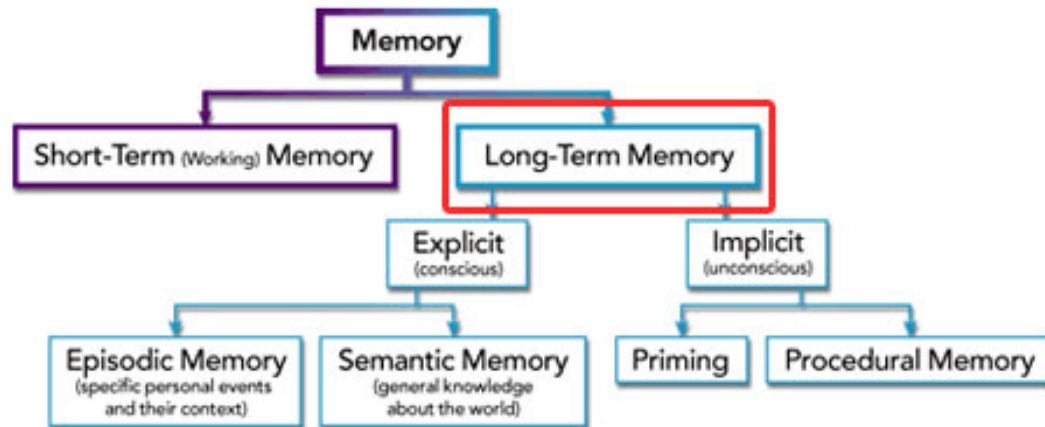 Memory
Short-Term (Working) Memory
Long-Term Memory
Explicit
(conscious)
Implicit
(unconscious)
Episodic Memory
(specific personal events
and their context)
Semantic Memory
(general knowledge
about the world)
Priming
Procedural Memory